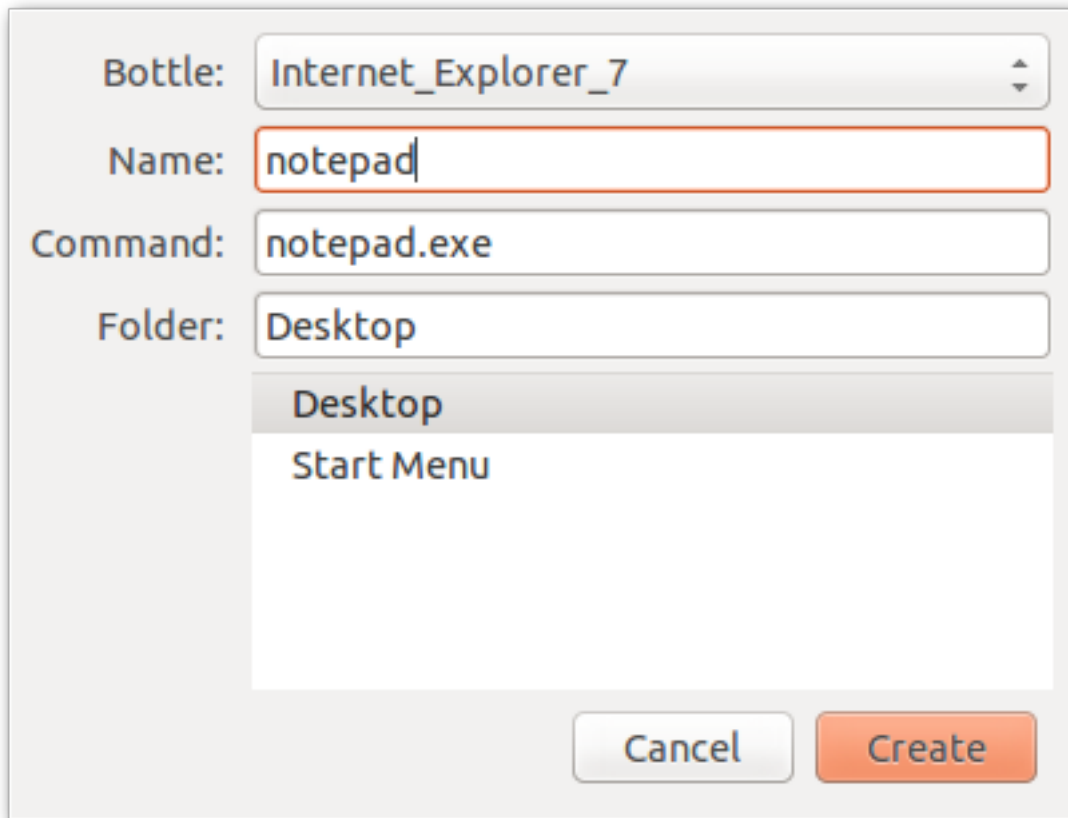 Bottle: Internet_Explorer_7
Name: notepad
Command: notepad.exe
Folder: Desktop
Desktop
Start Menu
Cancel Create